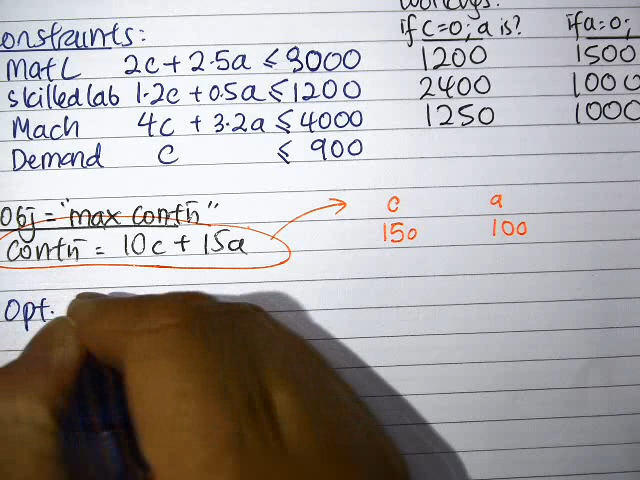 if c=0; a is? if a=0;
onstraints:
Mat L 2c + 2.5a ≤ 3000 1200 1500
skilled lab 1.2c + 0.5a ≤ 1200 2400 1000
Mach 4c + 3.2a ≤ 4000 1250 1000
Demand c ≤ 900
Obj = "max contn̄"
contn̄ = 10c + 15a
c a
150 100
Opt.